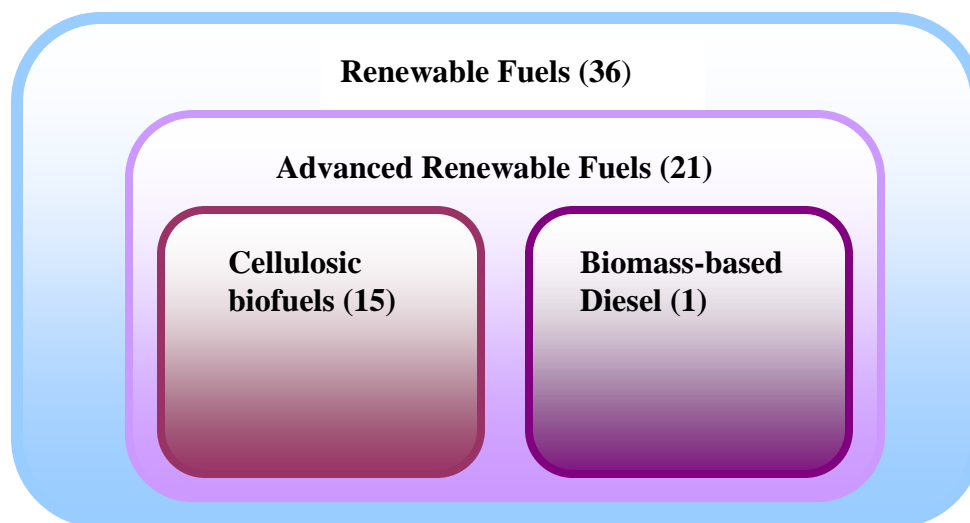 Renewable Fuels (36)
Advanced Renewable Fuels (21)
Cellulosic
biofuels (15)
Biomass-based
Diesel (1)